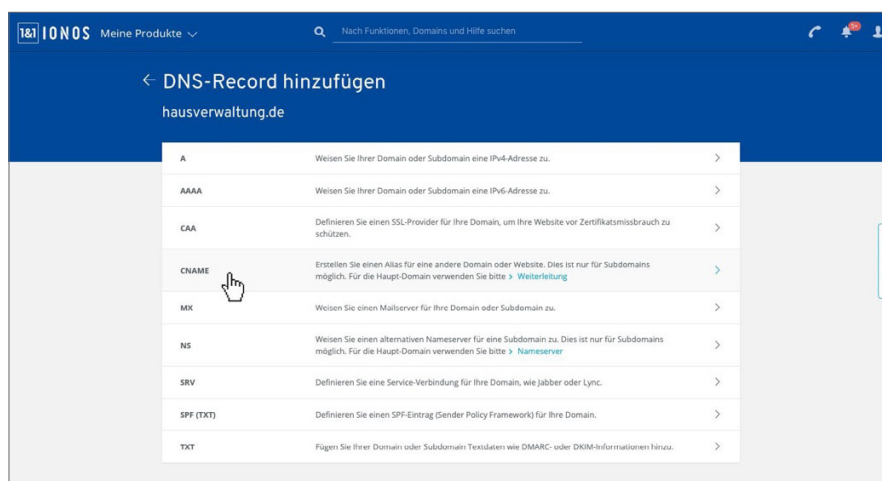 1&1 IONOS Meine Produkte Nach Funktionen, Domains und Hilfe suchen 5+
← DNS-Record hinzufügen
hausverwaltung.de
A Weisen Sie Ihrer Domain oder Subdomain eine IPv4-Adresse zu.
AAAA Weisen Sie Ihrer Domain oder Subdomain eine IPv6-Adresse zu.
CAA Definieren Sie einen SSL-Provider für Ihre Domain, um Ihre Website vor Zertifikatsmissbrauch zu
schützen.
CNAME Erstellen Sie einen Alias für eine andere Domain oder Website. Dies ist nur für Subdomains
möglich. Für die Haupt-Domain verwenden Sie bitte > Weiterleitung
MX Weisen Sie einen Mailserver für Ihre Domain oder Subdomain zu.
NS Weisen Sie einen alternativen Nameserver für eine Subdomain zu. Dies ist nur für Subdomains
möglich. Für die Haupt-Domain verwenden Sie bitte > Nameserver
SRV Definieren Sie eine Service-Verbindung für Ihre Domain, wie Jabber oder Lync.
SPF (TXT) Definieren Sie einen SPF-Eintrag (Sender Policy Framework) für Ihre Domain.
TXT Fügen Sie Ihrer Domain oder Subdomain Textdaten wie DMARC- oder DKIM-Informationen hinzu.